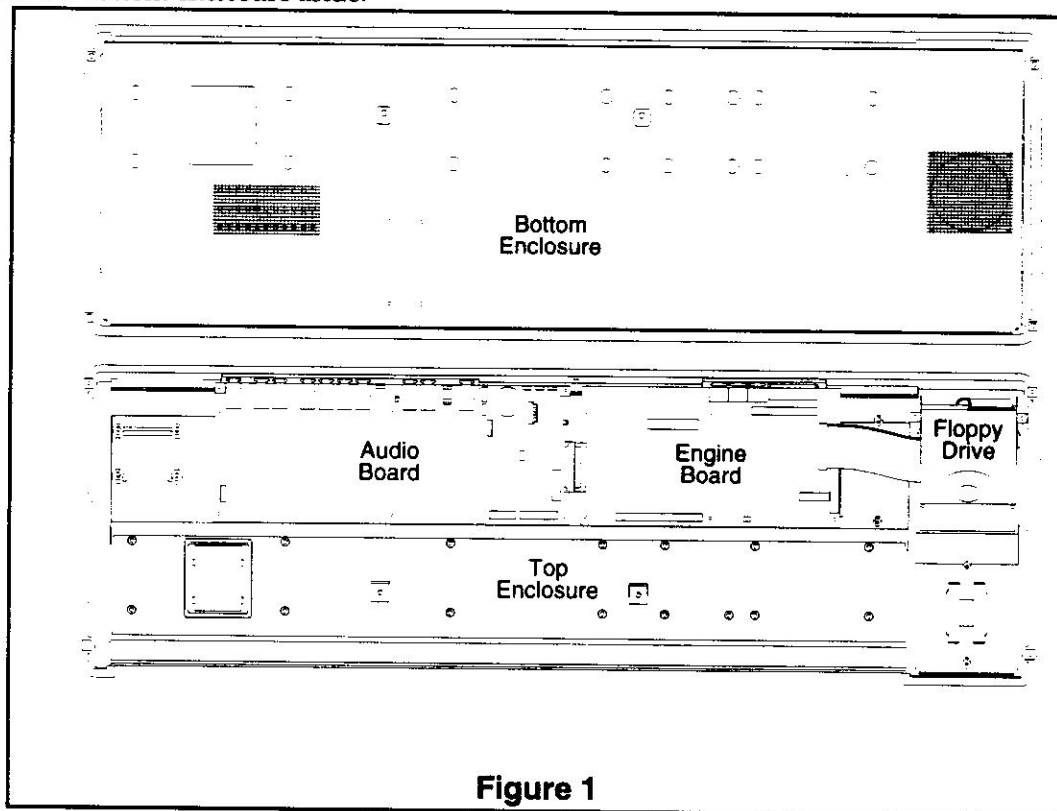 Bottom
Enclosure
Audio
Board
Engine
Board
Floppy
Drive
Top
Enclosure
Figure 1